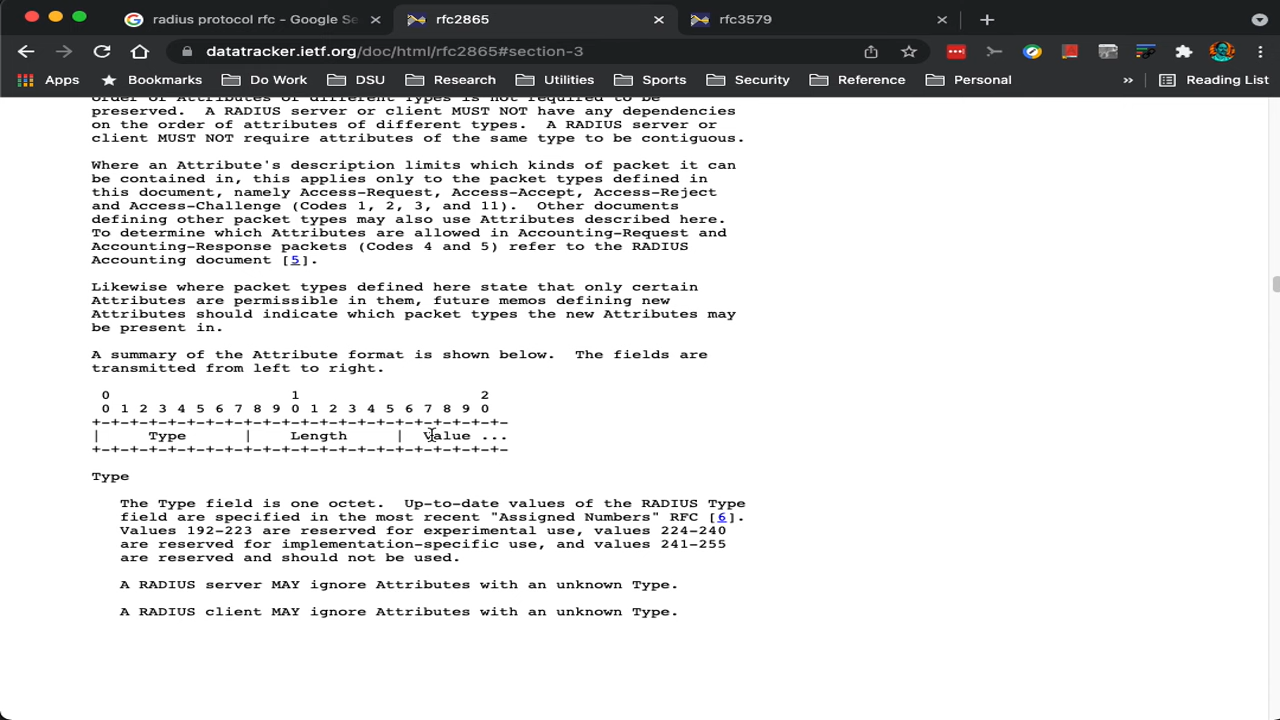 radius protocol rfc - Google Se
rfc2865
rfc3579
datatracker.ietf.org/doc/html/rfc2865#section-3
Apps Bookmarks Do Work DSU Research Utilities Sports Security Reference Personal » Reading List
order of Attributes of different Types is not required to be
preserved. A RADIUS server or client MUST NOT have any dependencies
on the order of attributes of different types. A RADIUS server or
client MUST NOT require attributes of the same type to be contiguous.
Where an Attribute's description limits which kinds of packet it can
be contained in, this applies only to the packet types defined in
this document, namely Access-Request, Access-Accept, Access-Reject
and Access-Challenge (Codes 1, 2, 3, and 11). Other documents
defining other packet types may also use Attributes described here.
To determine which Attributes are allowed in Accounting-Request and
Accounting-Response packets (Codes 4 and 5) refer to the RADIUS
Accounting document [5].
Likewise where packet types defined here state that only certain
Attributes are permissible in them, future memos defining new
Attributes should indicate which packet types the new Attributes may
be present in.
A summary of the Attribute format is shown below. The fields are
transmitted from left to right.
0 1 2
0 1 2 3 4 5 6 7 8 9 0 1 2 3 4 5 6 7 8 9 0
+-+-+-+-+-+-+-+-+-+-+-+-+-+-+-+-+-+-+-+-+-+-
| Type | Length | Value ...
+-+-+-+-+-+-+-+-+-+-+-+-+-+-+-+-+-+-+-+-+-+-
Type
The Type field is one octet. Up-to-date values of the RADIUS Type
field are specified in the most recent "Assigned Numbers" RFC [6].
Values 192-223 are reserved for experimental use, values 224-240
are reserved for implementation-specific use, and values 241-255
are reserved and should not be used.
A RADIUS server MAY ignore Attributes with an unknown Type.
A RADIUS client MAY ignore Attributes with an unknown Type.